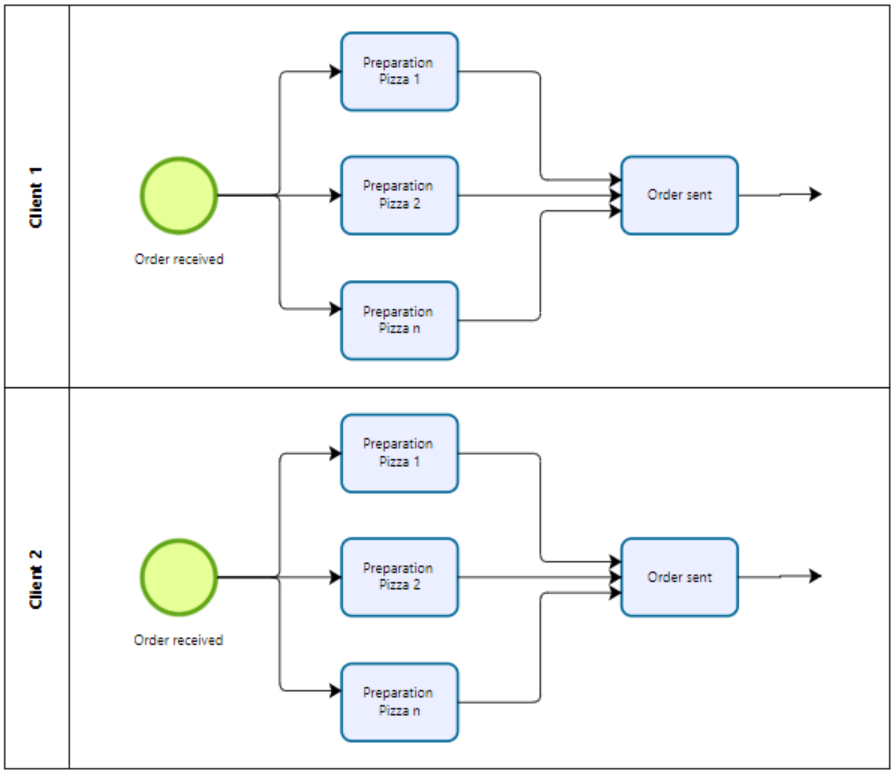 Client 1
Order received
Preparation
Pizza 1
Preparation
Pizza 2
Preparation
Pizza n
Order sent
Client 2
Order received
Preparation
Pizza 1
Preparation
Pizza 2
Preparation
Pizza n
Order sent